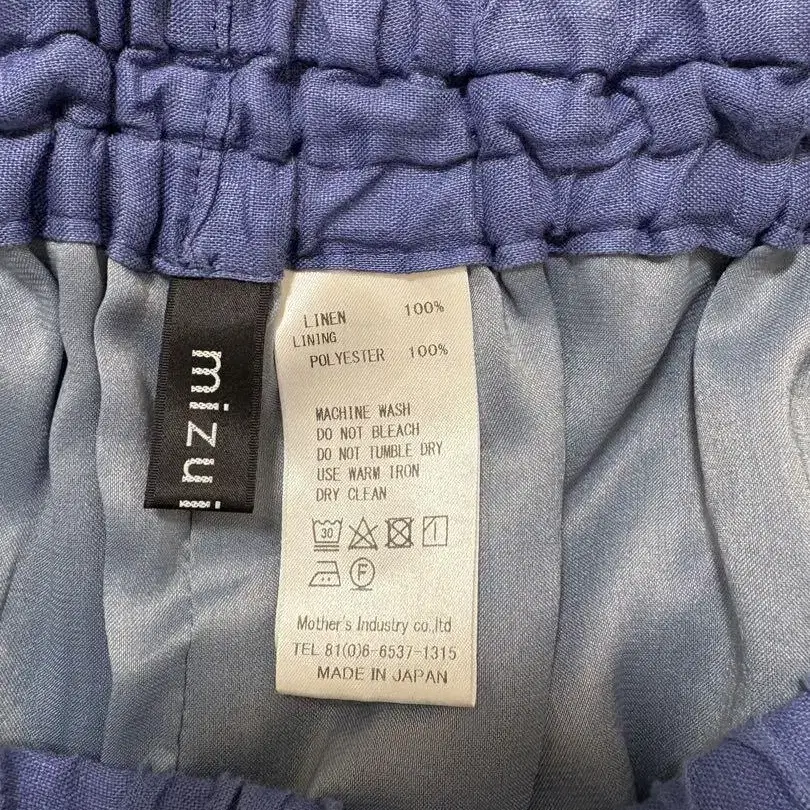 mizui
LINEN 100%
LINING
POLYESTER 100%
MACHINE WASH
DO NOT BLEACH
DO NOT TUMBLE DRY
USE WARM IRON
DRY CLEAN
30
F
Mother's Industry co.,ltd
TEL 81(0)6-6537-1315
MADE IN JAPAN